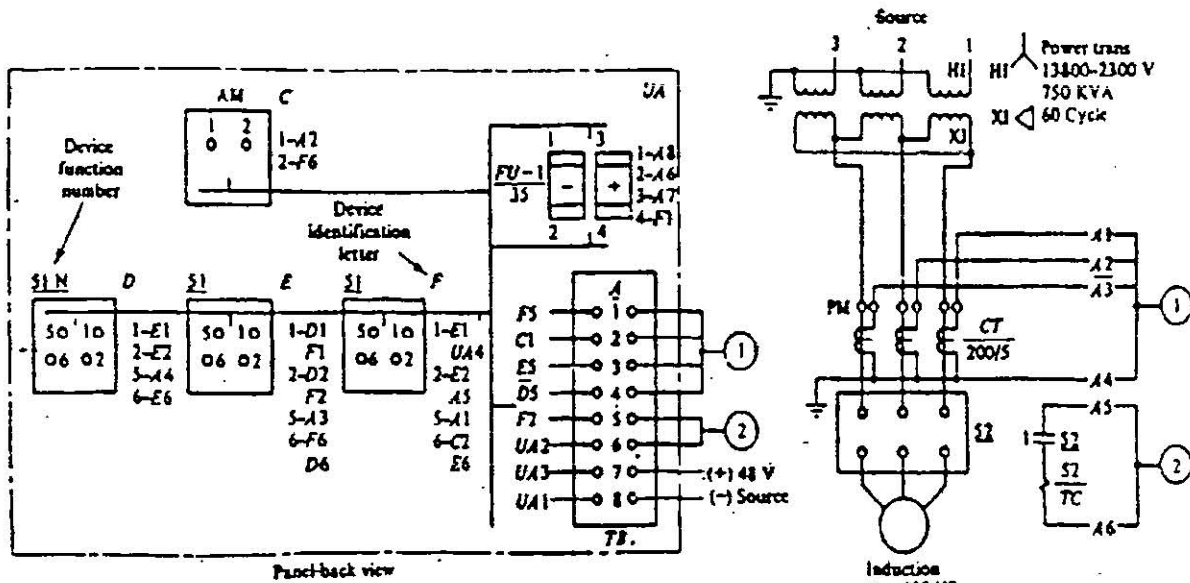 Source
3 2 1
H1 H1
Power trans
13800-2300 V
750 KVA
60 Cycle
X1 X1
AM C
1 2
1-A2
2-F6
UA
Device
function
number
Device
identification
letter
FU-1
35
1 3
- +
2 4
1-A8
2-A6
3-A7
4-F1
51 N D 51 E 51 F
5 1
6 2
1-E1
2-E2
5-A4
6-E6
5 1
6 2
1-D1
F1
2-D2
F2
5-A3
6-F6
D6
5 1
6 2
1-E1
UA4
2-E2
A5
5-A1
6-C2
E6
A
F5 1
C1 2
E5 3
D5 4
F2 5
UA2 6
UA3 7 (+) 48 V
UA1 8 (-) Source
1
2
TB.
Panel-back view
A1
A2
A3
1
PM
CT
200/5
A4
52
A5
1 52
52
TC
2
A6
Induction